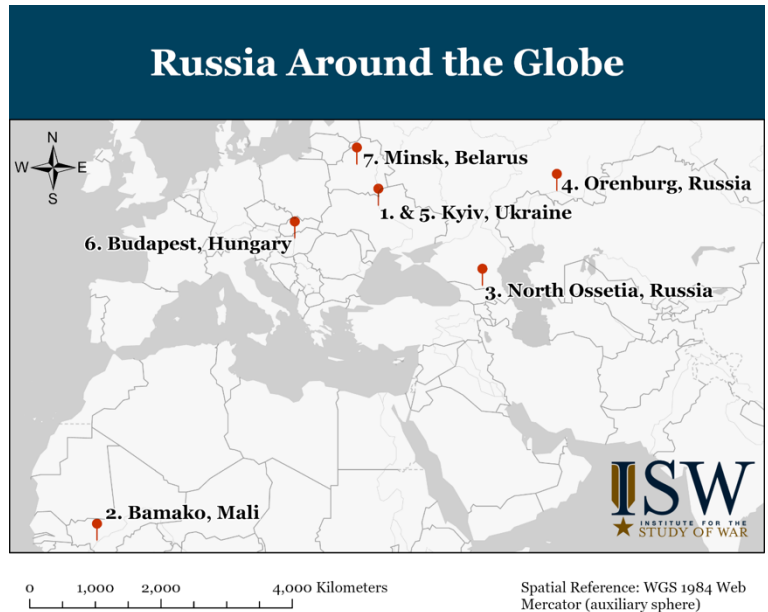 Russia Around the Globe
N
W E
S
7. Minsk, Belarus
4. Orenburg, Russia
1. & 5. Kyiv, Ukraine
6. Budapest, Hungary
3. North Ossetia, Russia
2. Bamako, Mali
ISW
INSTITUTE FOR THE
STUDY OF WAR
0 1,000 2,000 4,000 Kilometers
Spatial Reference: WGS 1984 Web
Mercator (auxiliary sphere)